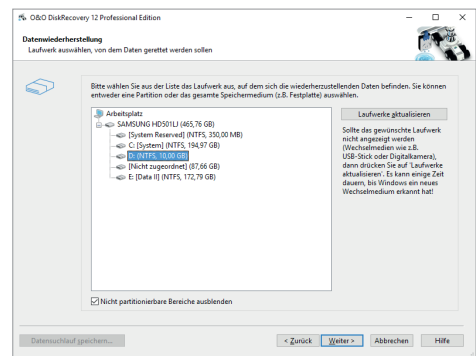 O&O DiskRecovery 12 Professional Edition
Datenwiederherstellung
Laufwerk auswählen, von dem Daten gerettet werden sollen
Bitte wählen Sie aus der Liste das Laufwerk aus, auf dem sich die wiederherzustellenden Daten befinden. Sie können
entweder eine Partition oder das gesamte Speichermedium (z.B. Festplatte) auswählen.
Arbeitsplatz
SAMSUNG HD501LJ (465,76 GB)
[System Reserved] (NTFS, 350,00 MB)
C: [System] (NTFS, 194,97 GB)
D: (NTFS, 10,00 GB)
[Nicht zugeordnet] (87,66 GB)
E: [Data II] (NTFS, 172,79 GB)
Laufwerke aktualisieren
Sollte das gewünschte Laufwerk
nicht angezeigt werden
(Wechselmedien wie z.B.
USB-Stick oder Digitalkamera),
dann drücken Sie auf 'Laufwerke
aktualisieren'. Es kann einige Zeit
dauern, bis Windows ein neues
Wechselmedium erkannt hat!
Nicht partitionierbare Bereiche ausblenden
Datensuchlauf speichern...
< Zurück
Weiter >
Abbrechen
Hilfe